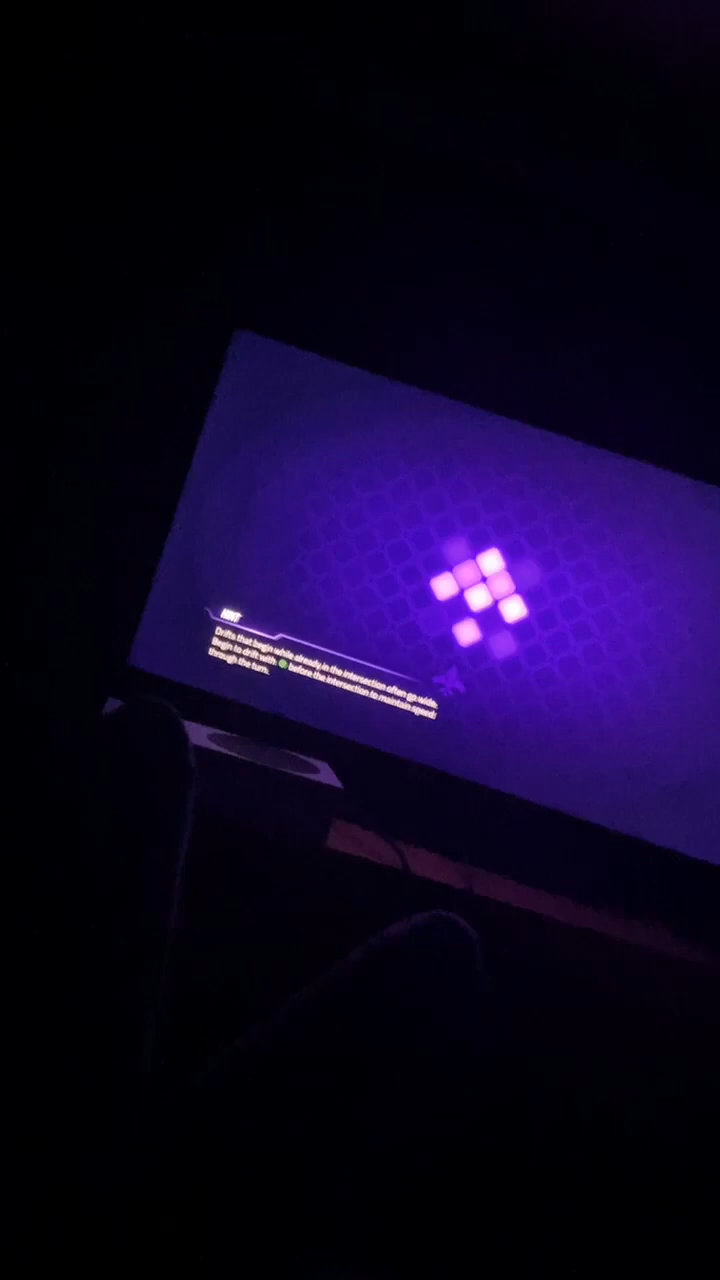 HINT
Drifts that begin while already in the intersection often go wide.
Begin to drift with before the intersection to maintain speed
through the turn.